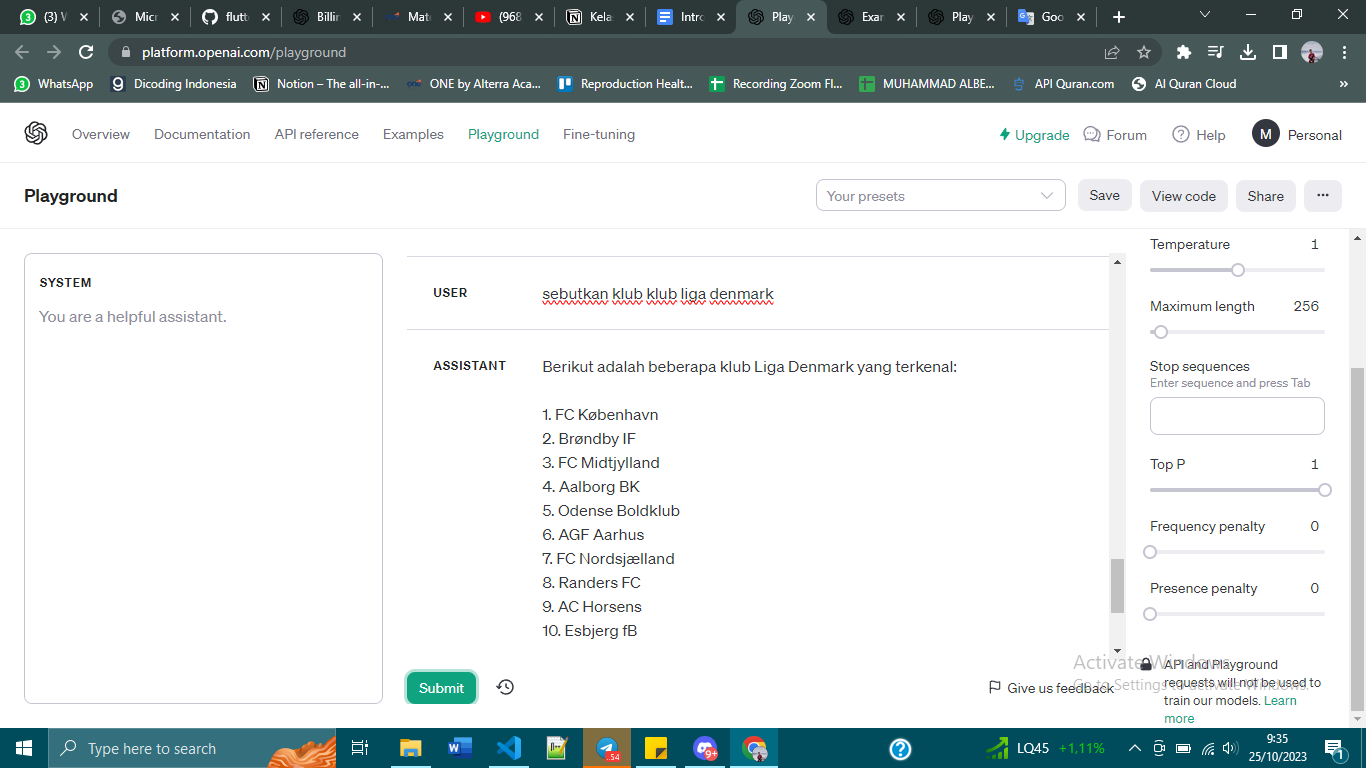 (3) W
Micr
flutt
Billir
Mate
(968
Kela
Intro
Play
Exar
Play
Goo
platform.openai.com/playground
WhatsApp
Dicoding Indonesia
Notion – The all-in-...
ONE by Alterra Aca...
Reproduction Healt...
Recording Zoom Fl...
MUHAMMAD ALBE...
API Quran.com
Al Quran Cloud
»
Overview
Documentation
API reference
Examples
Playground
Fine-tuning
Upgrade
Forum
Help
M
Personal
Playground
Your presets
Save
View code
Share
...
SYSTEM
You are a helpful assistant.
USER
sebutkan klub klub liga denmark
ASSISTANT
Berikut adalah beberapa klub Liga Denmark yang terkenal:
1. FC København
2. Brøndby IF
3. FC Midtjylland
4. Aalborg BK
5. Odense Boldklub
6. AGF Aarhus
7. FC Nordsjælland
8. Randers FC
9. AC Horsens
10. Esbjerg fB
Submit
Give us feedback
Temperature 1
Maximum length 256
Stop sequences
Enter sequence and press Tab
Top P 1
Frequency penalty 0
Presence penalty 0
API and Playground
requests will not be used to
train our models. Learn
more
Activate Windows
Go to Settings to activate Windows.
Type here to search
54
9+
LQ45 +1,11%
9:35
25/10/2023
1